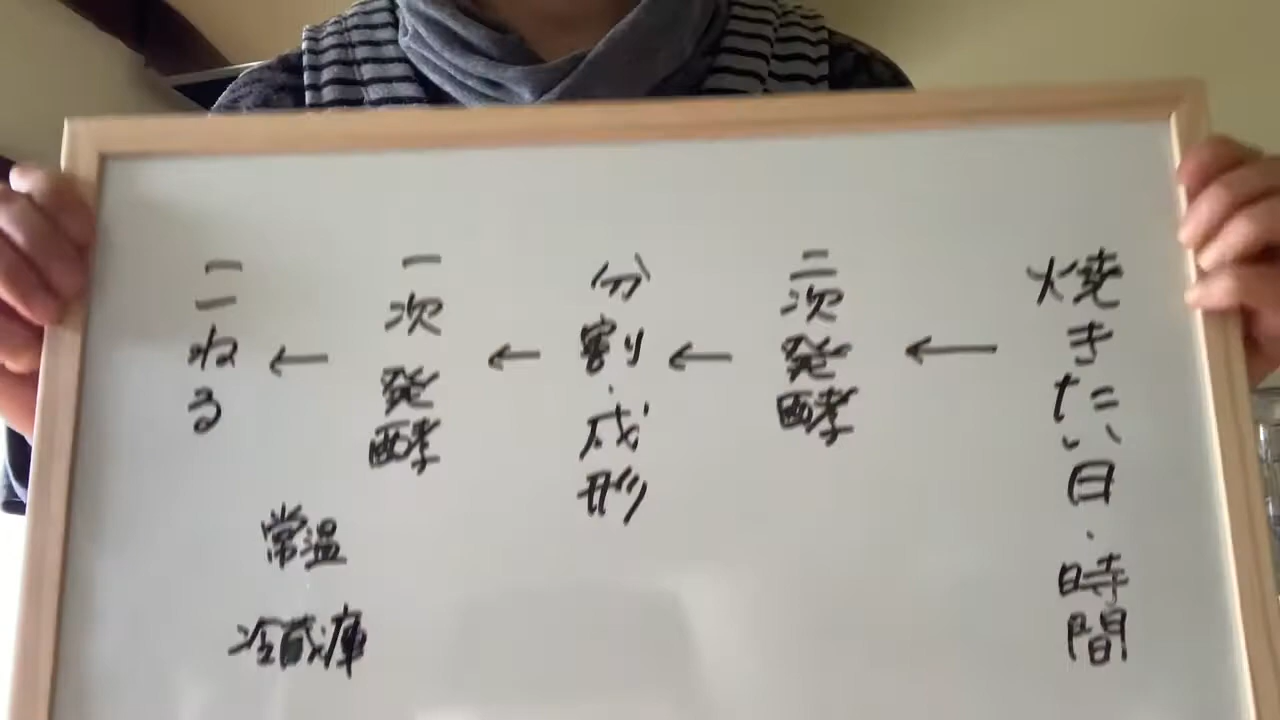 焼きたい日・時間
←
二次発酵
←
分割・成形
←
一次発酵
←
こねる
常温
冷蔵庫